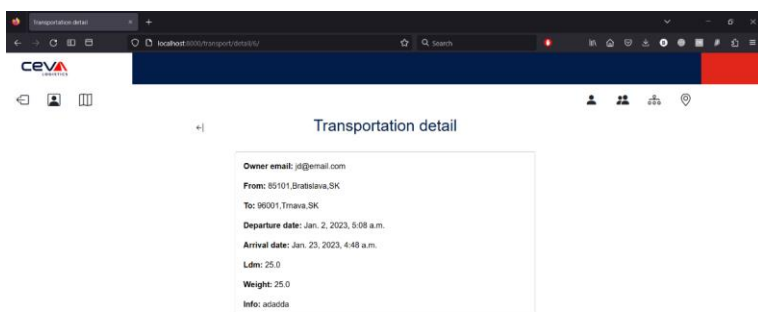 Transportation detail
localhost:8000/transport/detail/6/
Search
CEVA
LOGISTICS
Transportation detail
Owner email: jd@email.com
From: 85101,Bratislava,SK
To: 96001,Trnava,SK
Departure date: Jan. 2, 2023, 5:08 a.m.
Arrival date: Jan. 23, 2023, 4:48 a.m.
Ldm: 25.0
Weight: 25.0
Info: adadda